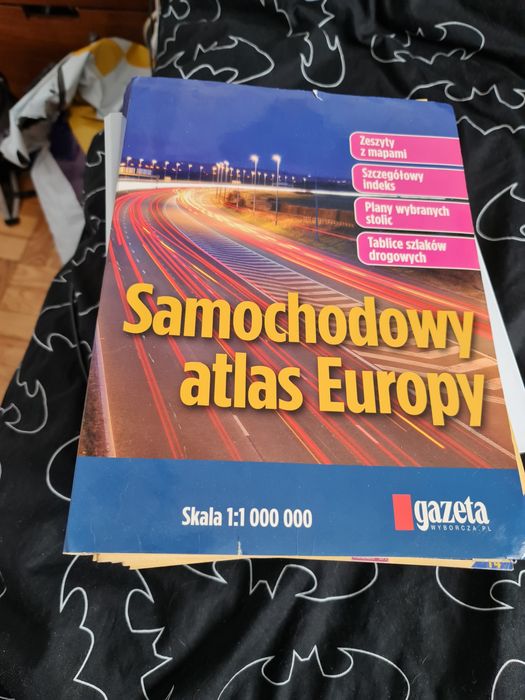 Zeszyty
z mapami
Szczegółowy
indeks
Plany wybranych
stolic
Tablice szlaków
drogowych
Samochodowy
atlas Europy
Skala 1:1 000 000
gazeta
WYBORCZA.PL